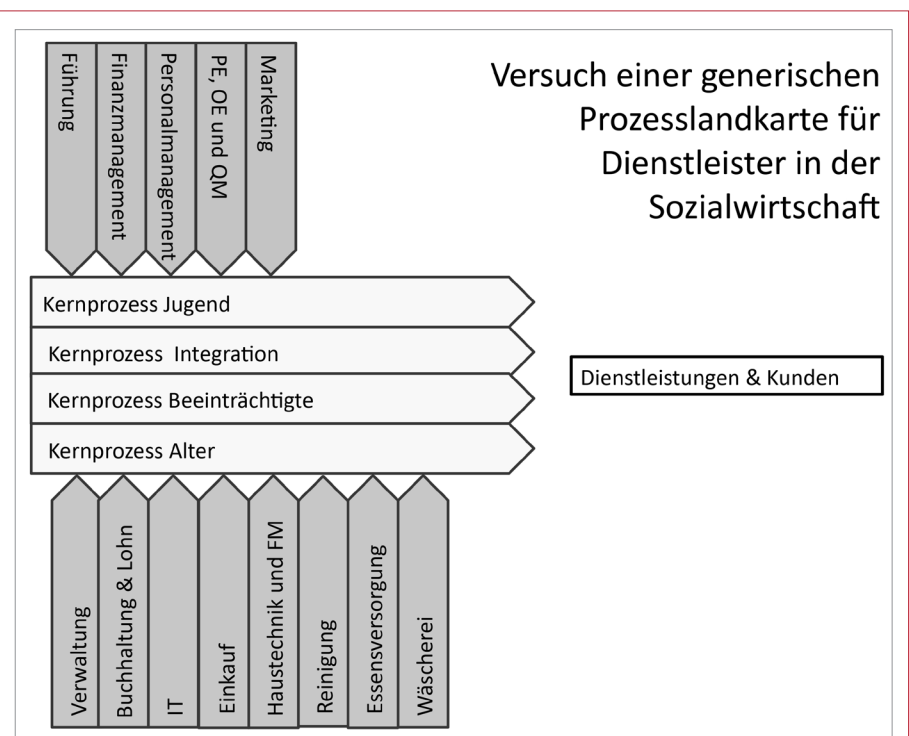 Versuch einer generischen
Prozesslandkarte für
Dienstleister in der
Sozialwirtschaft
Führung
Finanzmanagement
Personalmanagement
PE, OE und QM
Marketing
Kernprozess Jugend
Kernprozess Integration
Kernprozess Beeinträchtigte
Kernprozess Alter
Dienstleistungen & Kunden
Verwaltung
Buchhaltung & Lohn
IT
Einkauf
Haustechnik und FM
Reinigung
Essensversorgung
Wäscherei